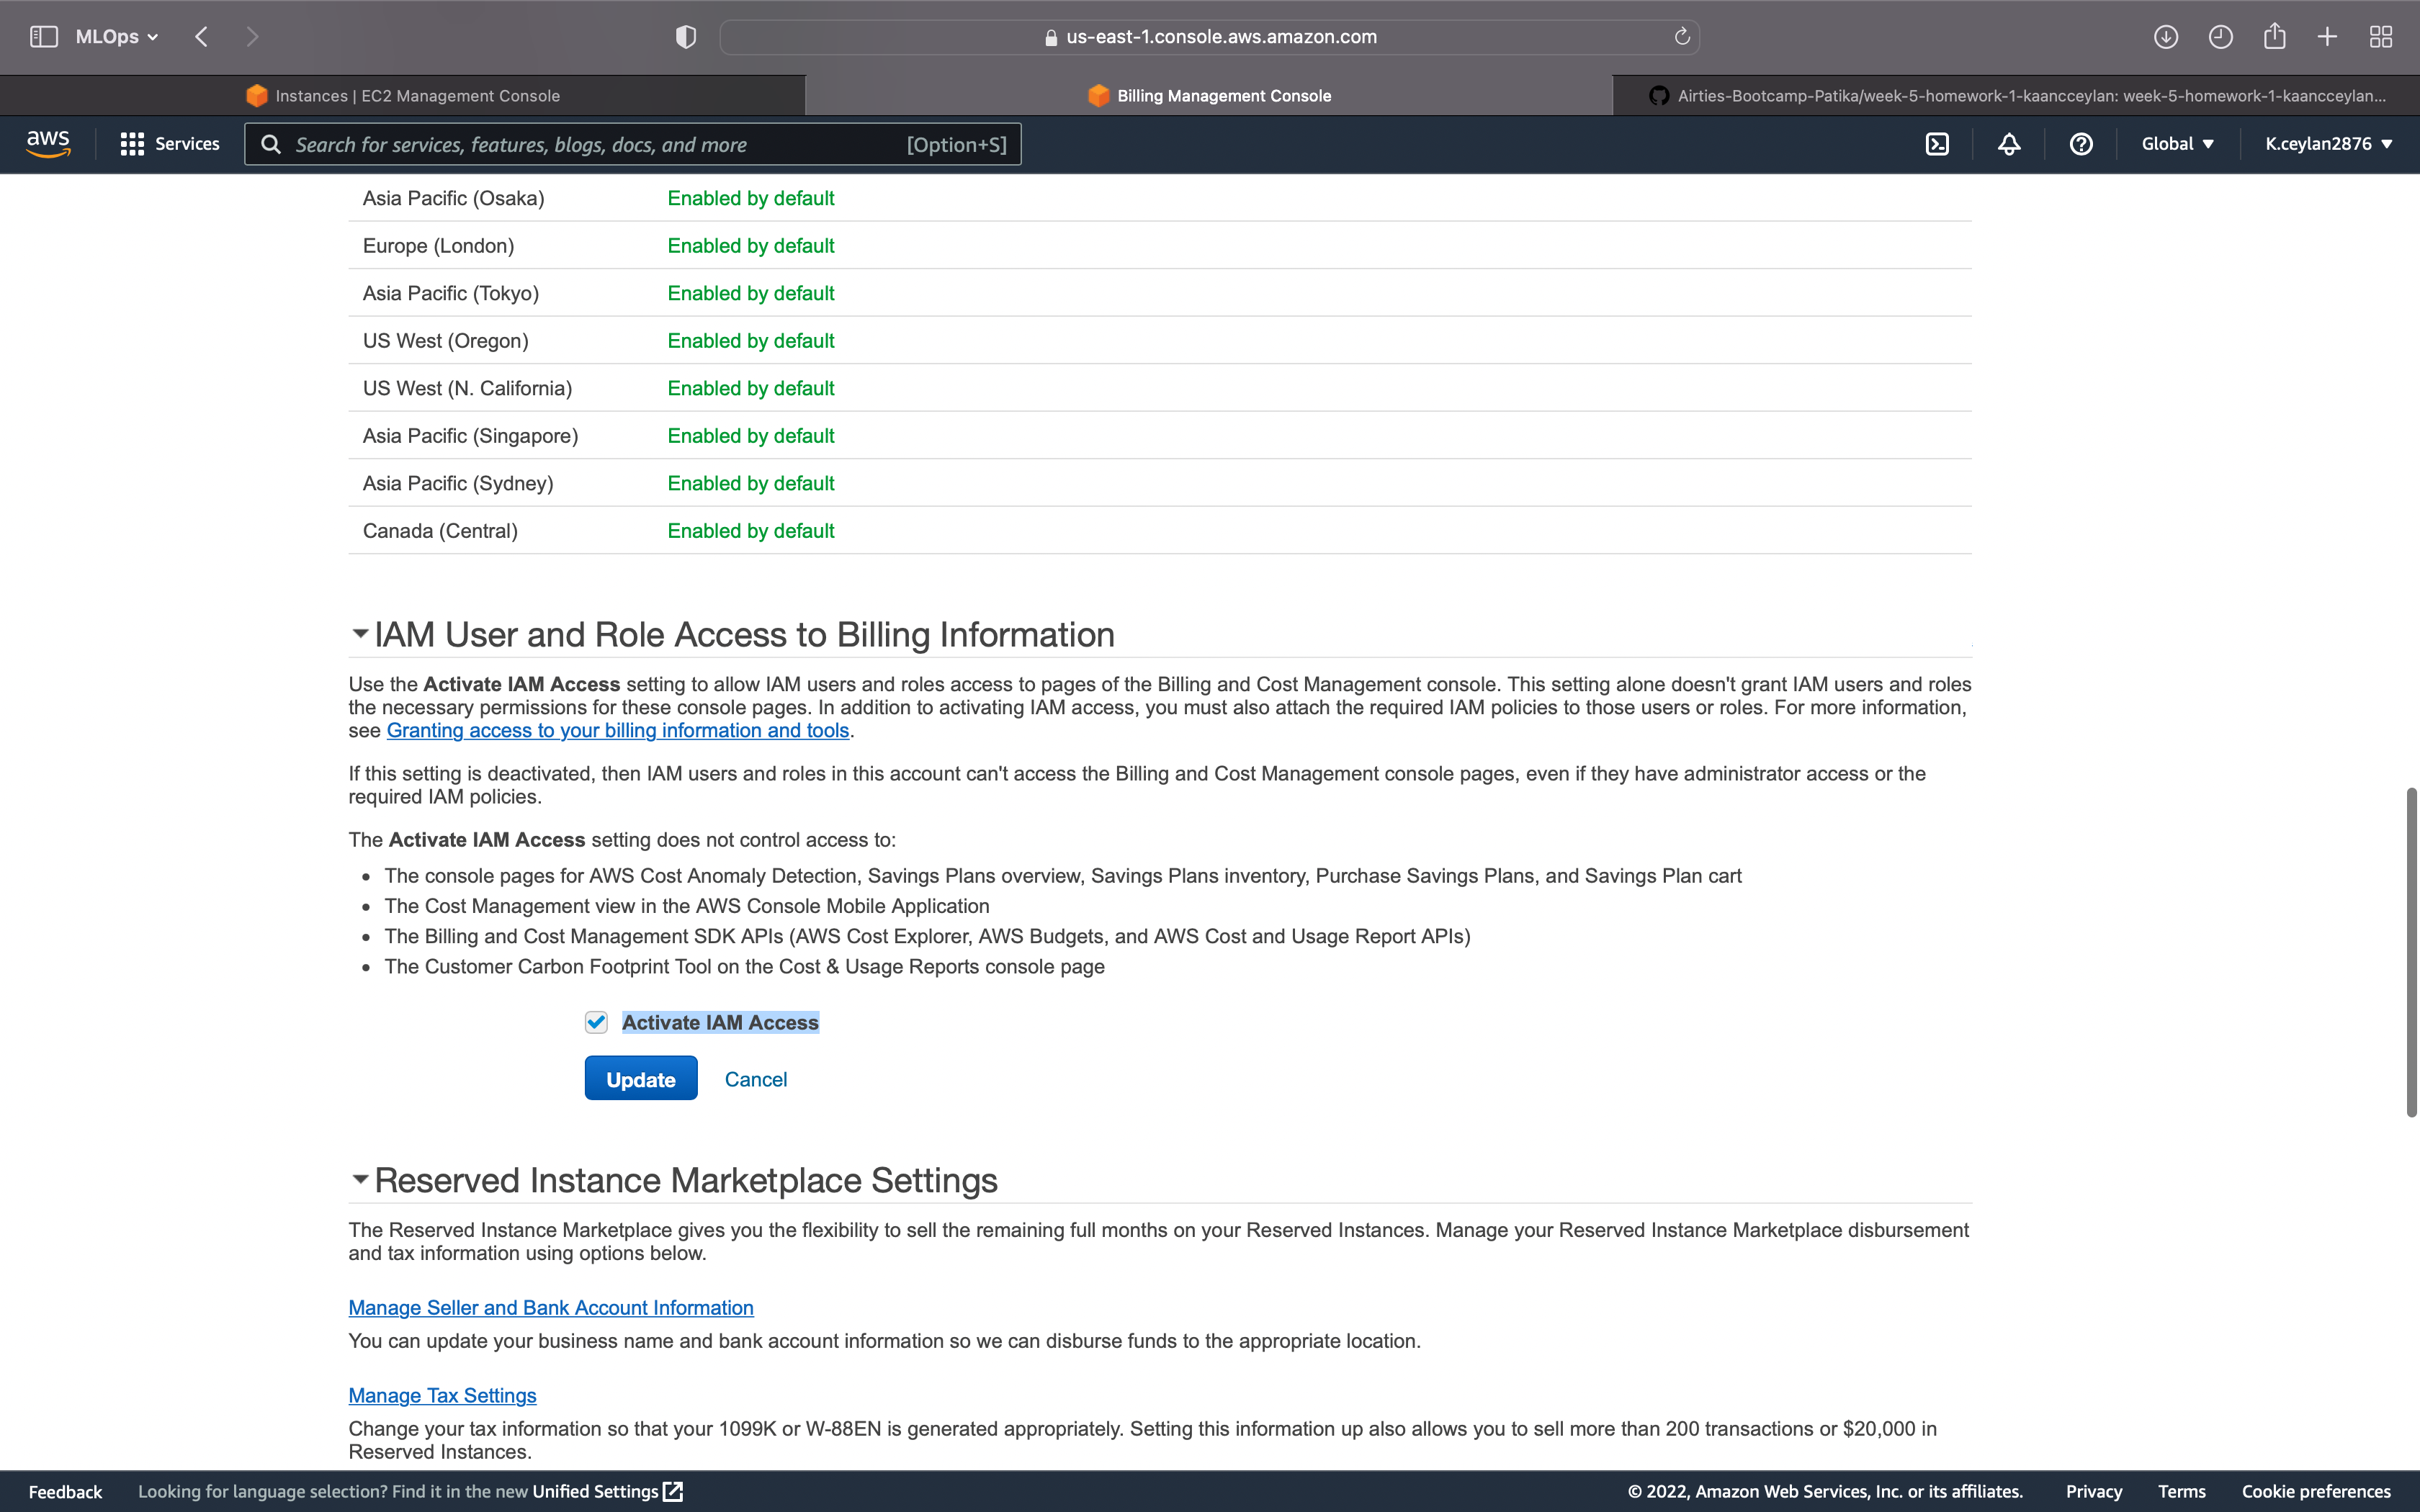 MLOps
us-east-1.console.aws.amazon.com
Instances | EC2 Management Console
Billing Management Console
Airties-Bootcamp-Patika/week-5-homework-1-kaancceylan: week-5-homework-1-kaancceylan...
aws
Services
Search for services, features, blogs, docs, and more
[Option+S]
Global
K.ceylan2876
Asia Pacific (Osaka) Enabled by default
Europe (London) Enabled by default
Asia Pacific (Tokyo) Enabled by default
US West (Oregon) Enabled by default
US West (N. California) Enabled by default
Asia Pacific (Singapore) Enabled by default
Asia Pacific (Sydney) Enabled by default
Canada (Central) Enabled by default
IAM User and Role Access to Billing Information
Use the Activate IAM Access setting to allow IAM users and roles access to pages of the Billing and Cost Management console. This setting alone doesn't grant IAM users and roles
the necessary permissions for these console pages. In addition to activating IAM access, you must also attach the required IAM policies to those users or roles. For more information,
see Granting access to your billing information and tools.
If this setting is deactivated, then IAM users and roles in this account can't access the Billing and Cost Management console pages, even if they have administrator access or the
required IAM policies.
The Activate IAM Access setting does not control access to:
• The console pages for AWS Cost Anomaly Detection, Savings Plans overview, Savings Plans inventory, Purchase Savings Plans, and Savings Plan cart
• The Cost Management view in the AWS Console Mobile Application
• The Billing and Cost Management SDK APIs (AWS Cost Explorer, AWS Budgets, and AWS Cost and Usage Report APIs)
• The Customer Carbon Footprint Tool on the Cost & Usage Reports console page
Activate IAM Access
Update Cancel
Reserved Instance Marketplace Settings
The Reserved Instance Marketplace gives you the flexibility to sell the remaining full months on your Reserved Instances. Manage your Reserved Instance Marketplace disbursement
and tax information using options below.
Manage Seller and Bank Account Information
You can update your business name and bank account information so we can disburse funds to the appropriate location.
Manage Tax Settings
Change your tax information so that your 1099K or W-88EN is generated appropriately. Setting this information up also allows you to sell more than 200 transactions or $20,000 in
Reserved Instances.
Feedback
Looking for language selection? Find it in the new Unified Settings
© 2022, Amazon Web Services, Inc. or its affiliates.
Privacy
Terms
Cookie preferences